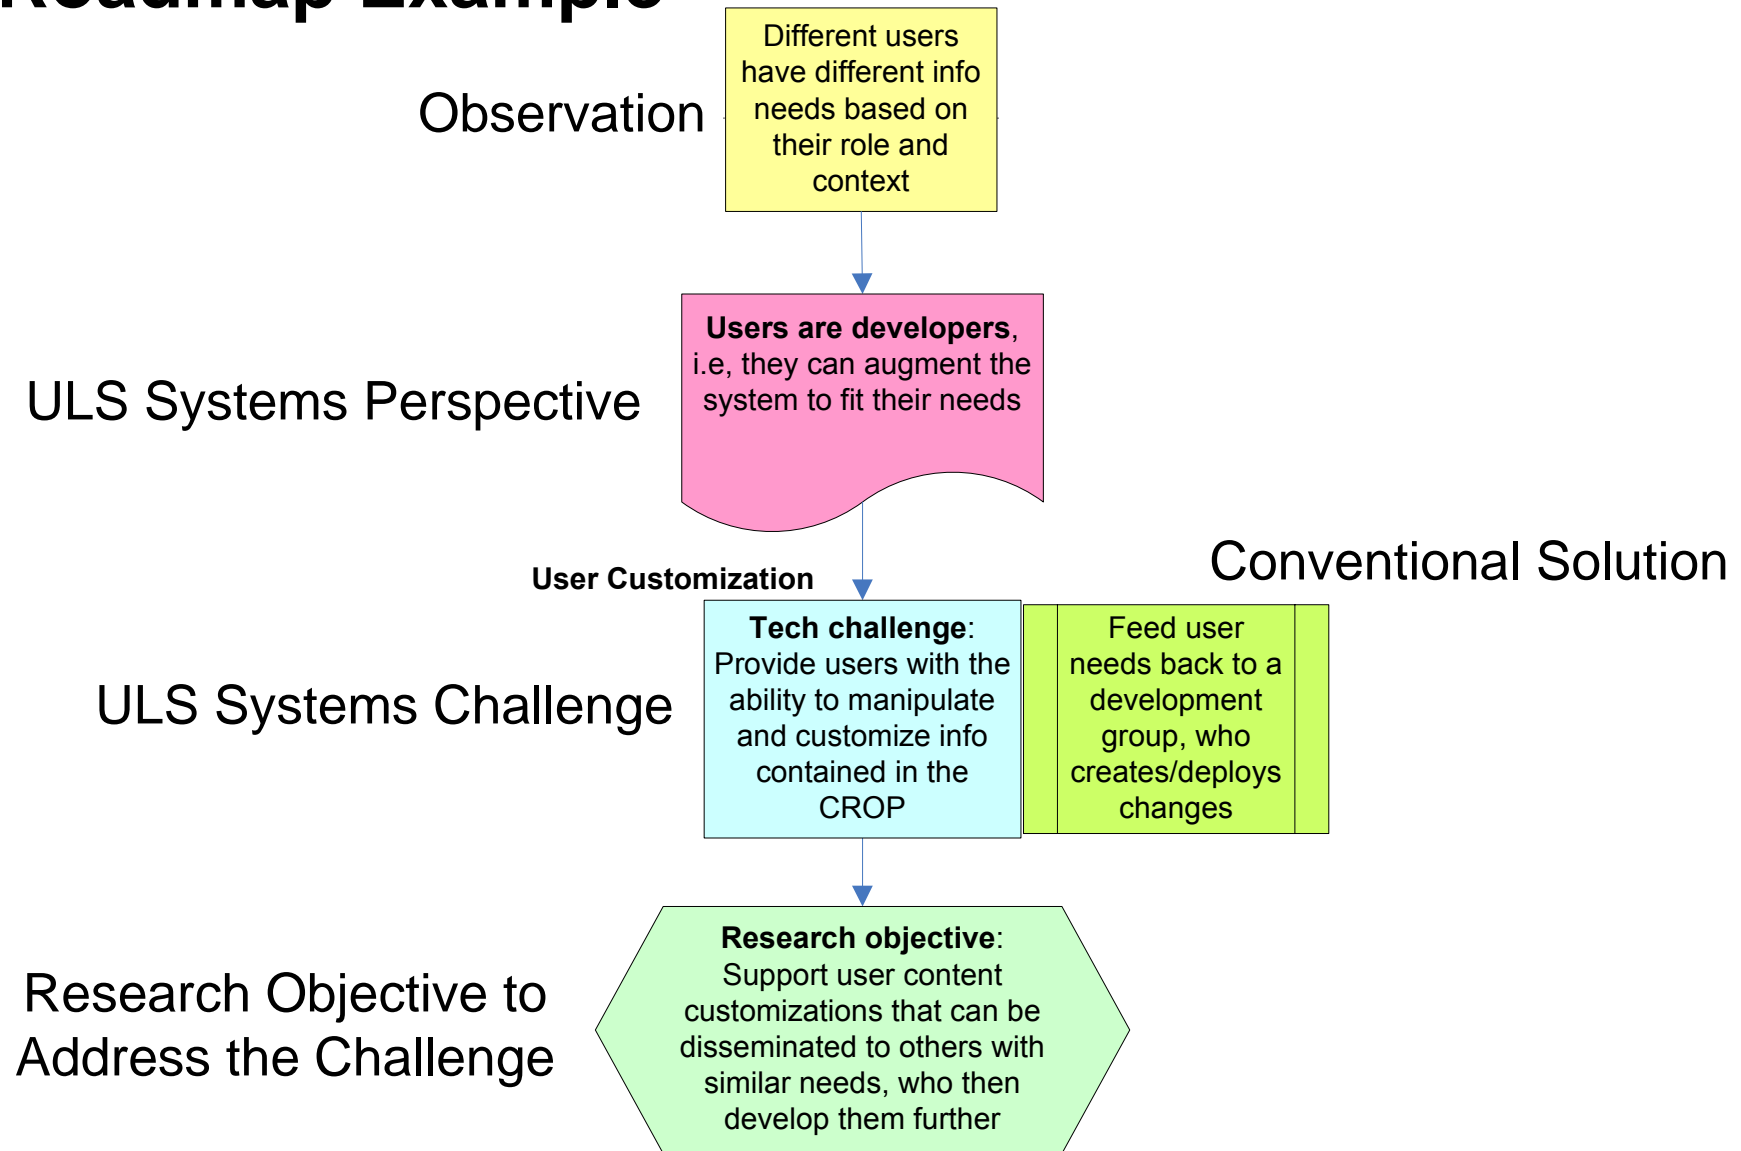 Roadmap Example
Different users
have different info
needs based on
their role and
context
Observation
Users are developers,
i.e, they can augment the
system to fit their needs
ULS Systems Perspective
Conventional Solution
User Customization
Tech challenge:
Provide users with the
ability to manipulate
and customize info
contained in the
CROP
Feed user
needs back to a
development
group, who
creates/deploys
changes
ULS Systems Challenge
Research objective:
Support user content
customizations that can be
disseminated to others with
similar needs, who then
develop them further
Research Objective to
Address the Challenge